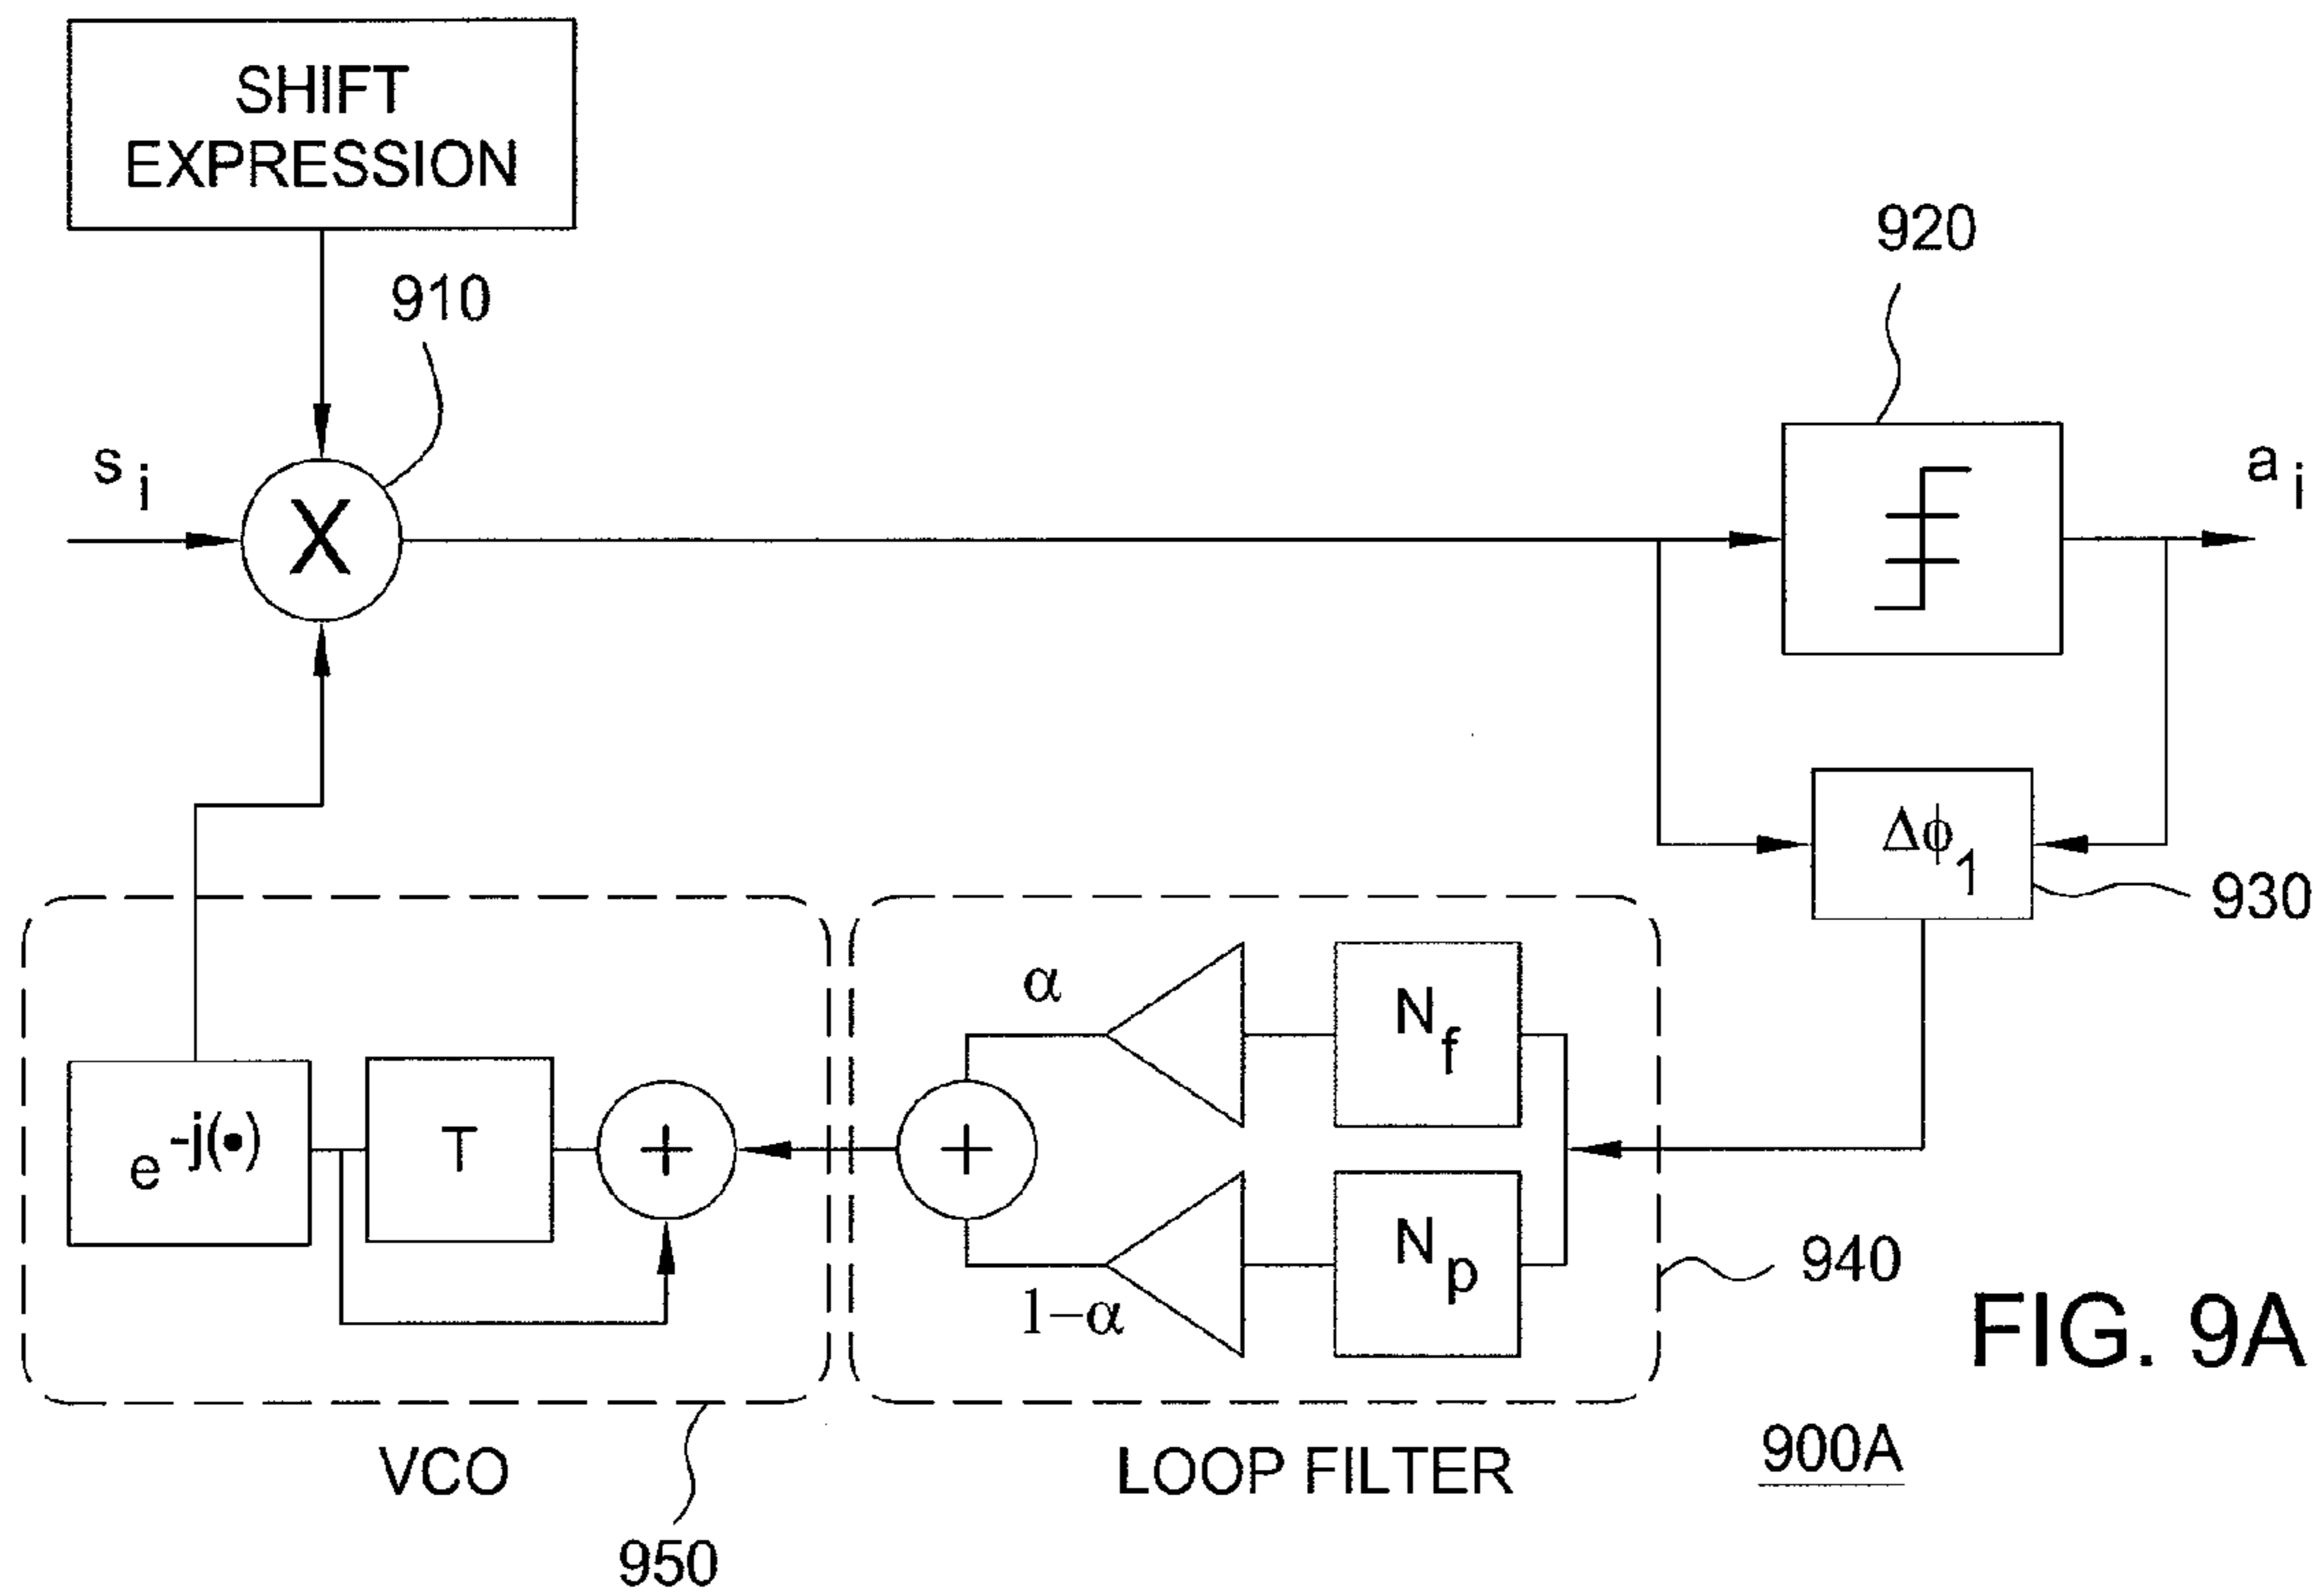 SHIFT
EXPRESSION
910
920
s i
X
a i
Δϕ 1
930
α
N f
e -j(•)
T
+
+
N p
1–α
940
FIG. 9A
VCO
LOOP FILTER
900A
950